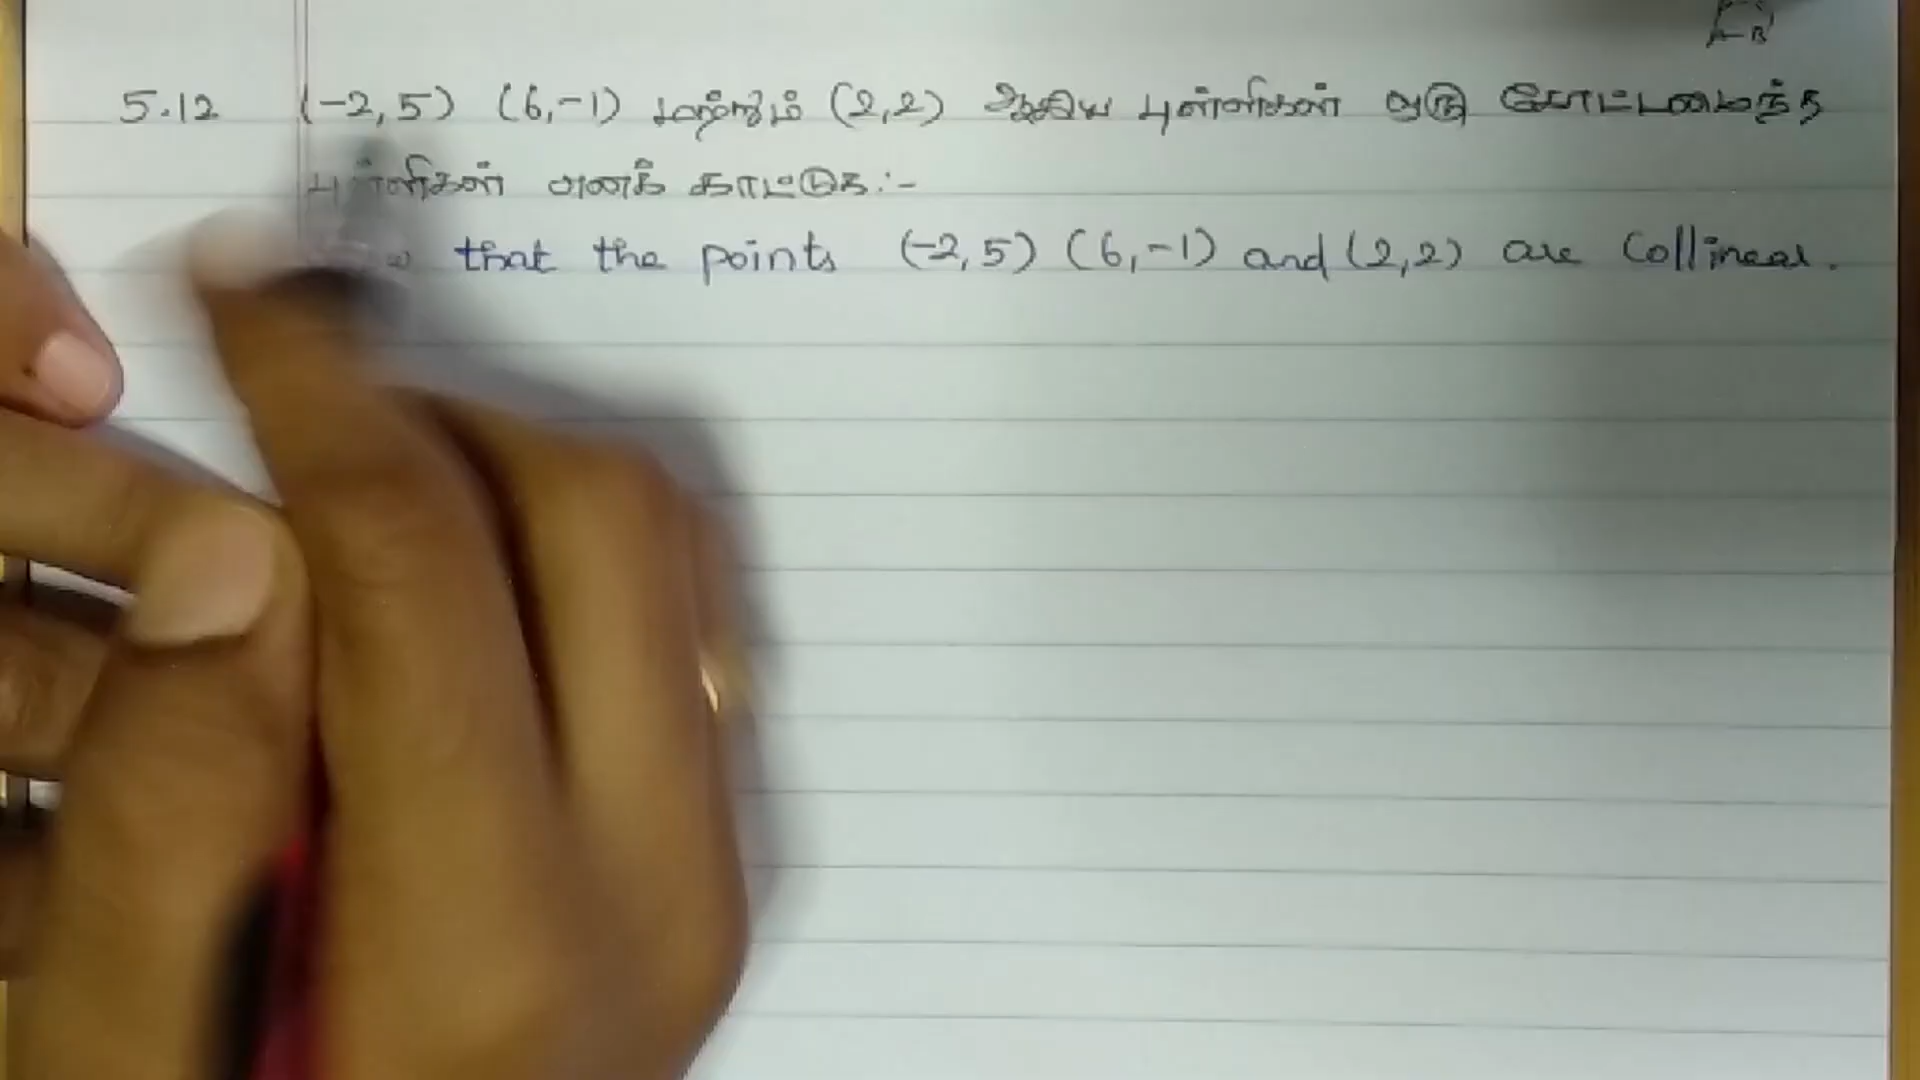 5.12 (-2,5) (6,-1) மற்றும் (2,2) ஆகிய புள்ளிகள் ஒரு கோட்டமைந்த
புள்ளிகள் எனக் காட்டுக:-
that the points (-2,5) (6,-1) and (2,2) are Collinear.